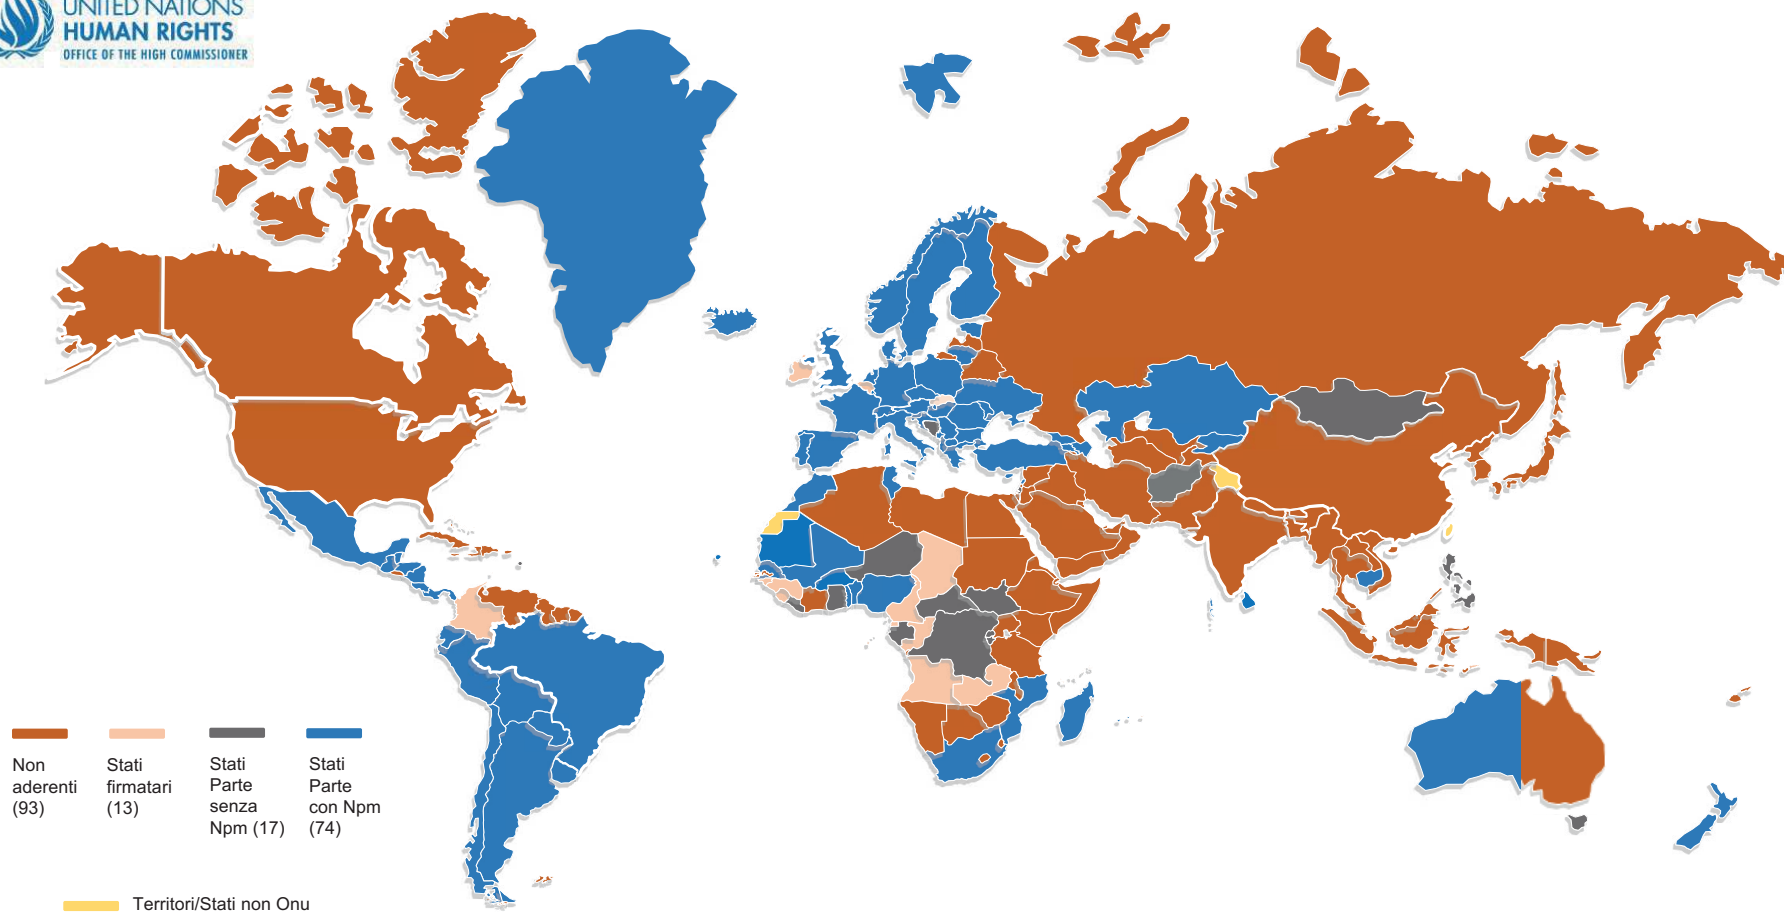 UNITED NATIONS
HUMAN RIGHTS
OFFICE OF THE HIGH COMMISSIONER
Non
aderenti
(93)
Stati
firmatari
(13)
Stati
Parte
senza
Npm (17)
Stati
Parte
con Npm
(74)
Territori/Stati non Onu